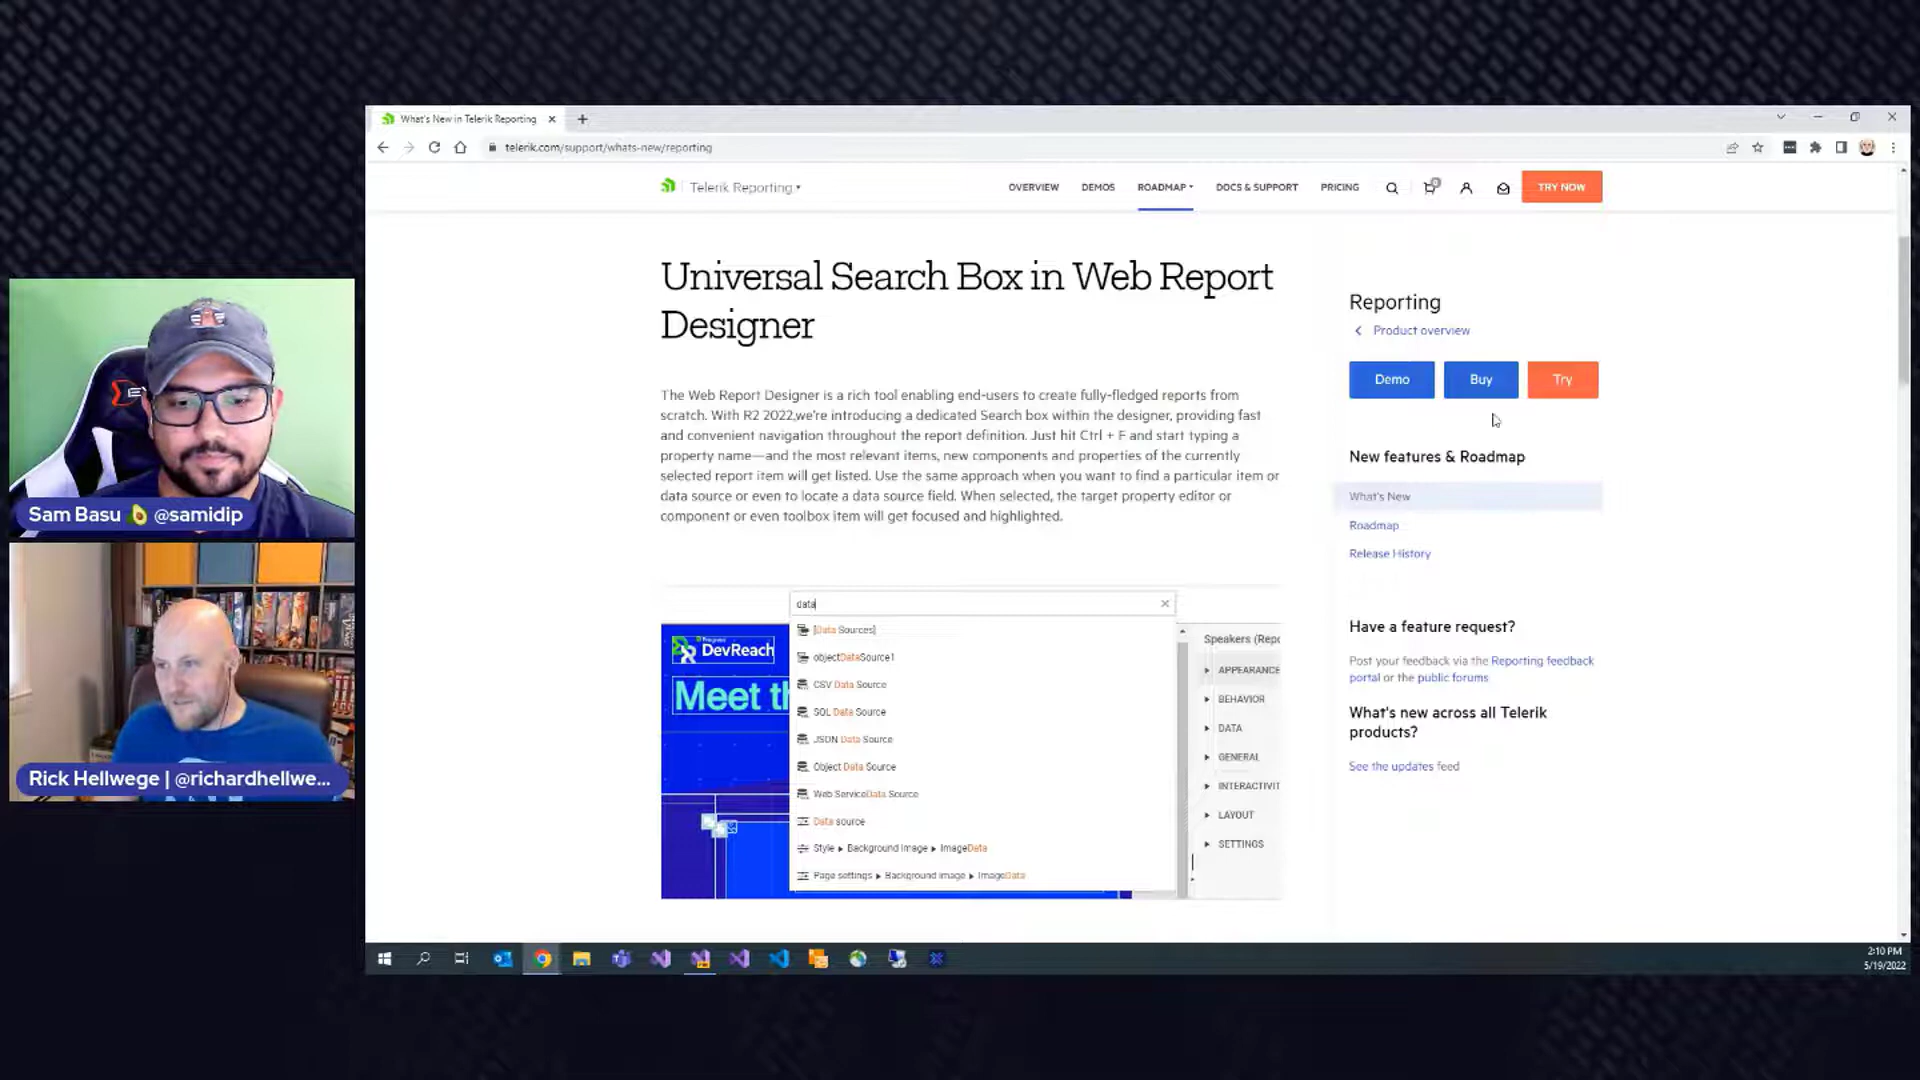 What's New in Telerik Reporting
telerik.com/support/whats-new/reporting
Telerik Reporting
OVERVIEW
DEMOS
ROADMAP
DOCS & SUPPORT
PRICING
0
TRY NOW
Universal Search Box in Web Report
Designer
The Web Report Designer is a rich tool enabling end-users to create fully-fledged reports from
scratch. With R2 2022,we're introducing a dedicated Search box within the designer, providing fast
and convenient navigation throughout the report definition. Just hit Ctrl + F and start typing a
property name—and the most relevant items, new components and properties of the currently
selected report item will get listed. Use the same approach when you want to find a particular item or
data source or even to locate a data source field. When selected, the target property editor or
component or even toolbox item will get focused and highlighted.
data
[Data Sources]
objectDataSource1
CSV Data Source
SQL Data Source
JSON Data Source
Object Data Source
Web ServiceData Source
Data source
Style ▸ Background Image ▸ ImageData
Page settings ▸ Background image ▸ ImageData
Progress
DevReach
Meet th
Speakers (Repo
APPEARANCE
BEHAVIOR
DATA
GENERAL
INTERACTIVIT
LAYOUT
SETTINGS
Reporting
Product overview
Demo
Buy
Try
New features & Roadmap
What's New
Roadmap
Release History
Have a feature request?
Post your feedback via the Reporting feedback
portal or the public forums
What's new across all Telerik
products?
See the updates feed
Sam Basu 🥑 @samidip
Rick Hellwege | @richardhellwe...
2:10 PM
5/19/2022